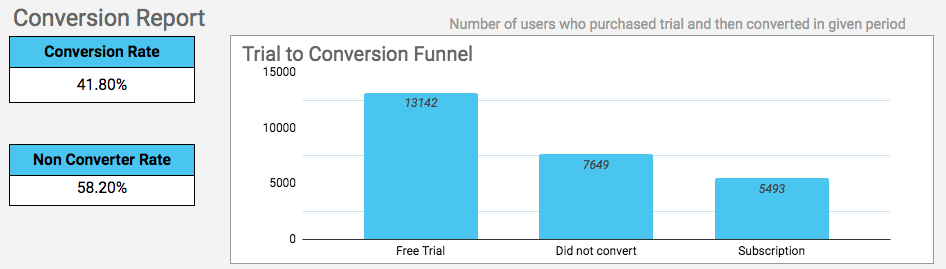 Conversion Report
Number of users who purchased trial and then converted in given period
Conversion Rate
41.80%
Non Converter Rate
58.20%
Trial to Conversion Funnel
15000
10000
5000
0
13142
7649
5493
Free Trial
Did not convert
Subscription